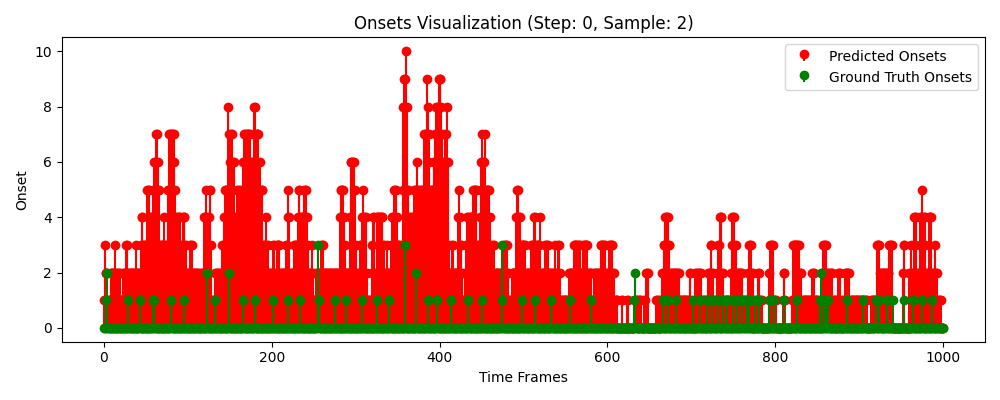 Onsets Visualization (Step: 0, Sample: 2)
Predicted Onsets
Ground Truth Onsets
Onset
10
8
6
4
2
0
0
200
400
600
800
1000
Time Frames